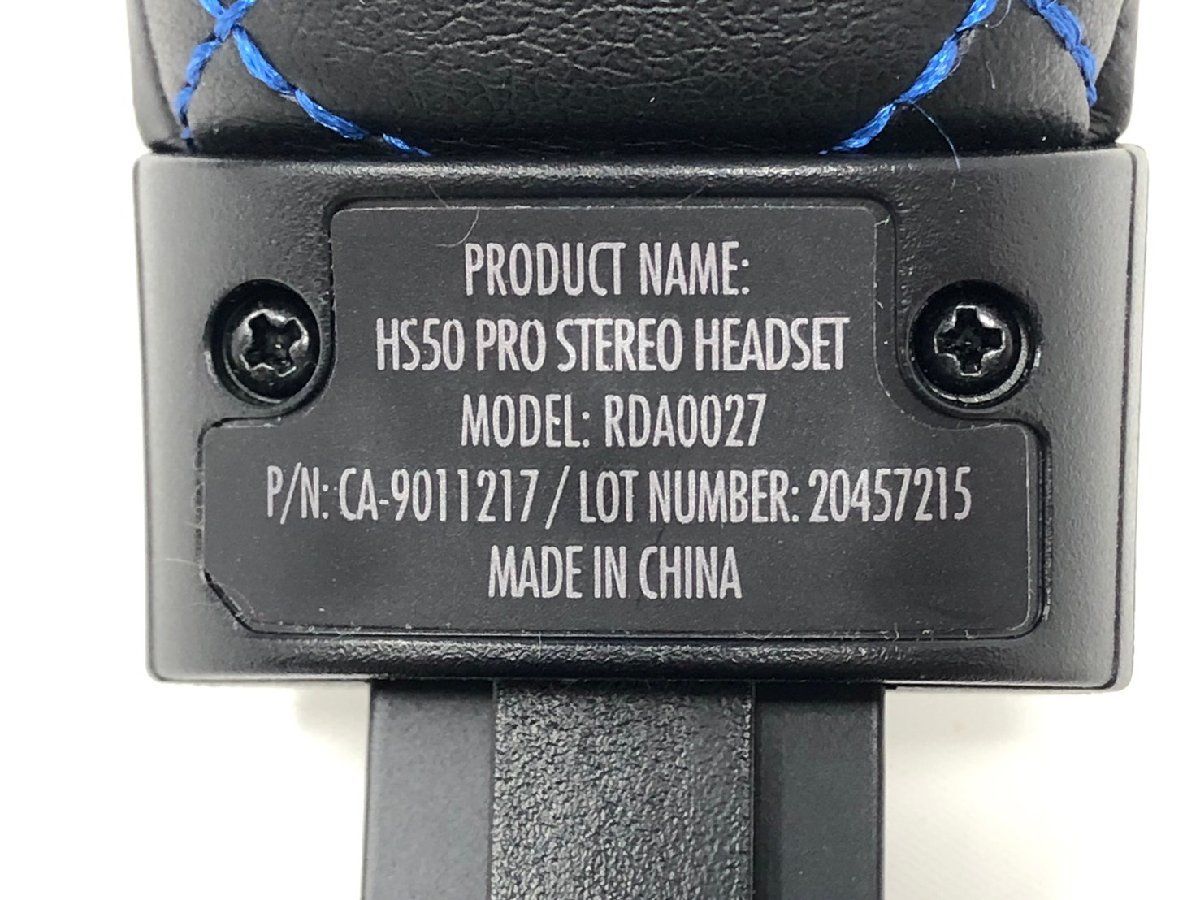 PRODUCT NAME:
HS50 PRO STEREO HEADSET
MODEL: RDA0027
P/N: CA-9011217 / LOT NUMBER: 20457215
MADE IN CHINA